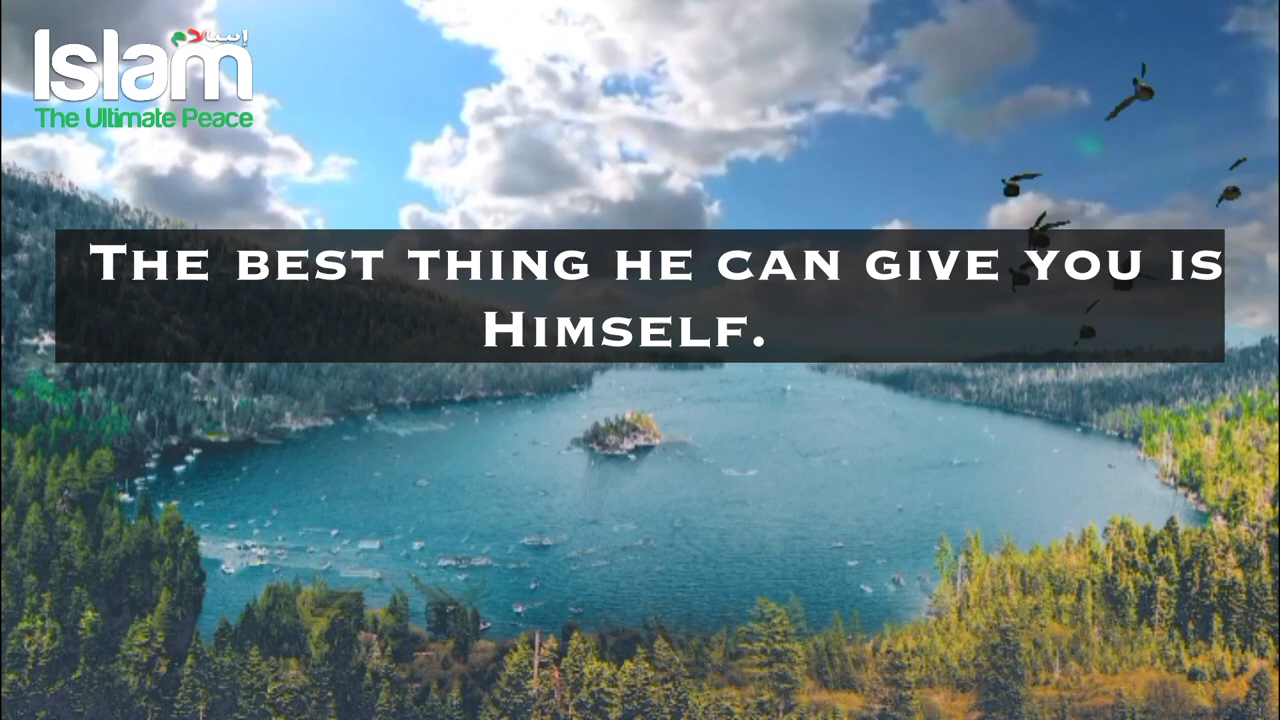 إسلام
Islam
The Ultimate Peace
The best thing he can give you is
Himself.